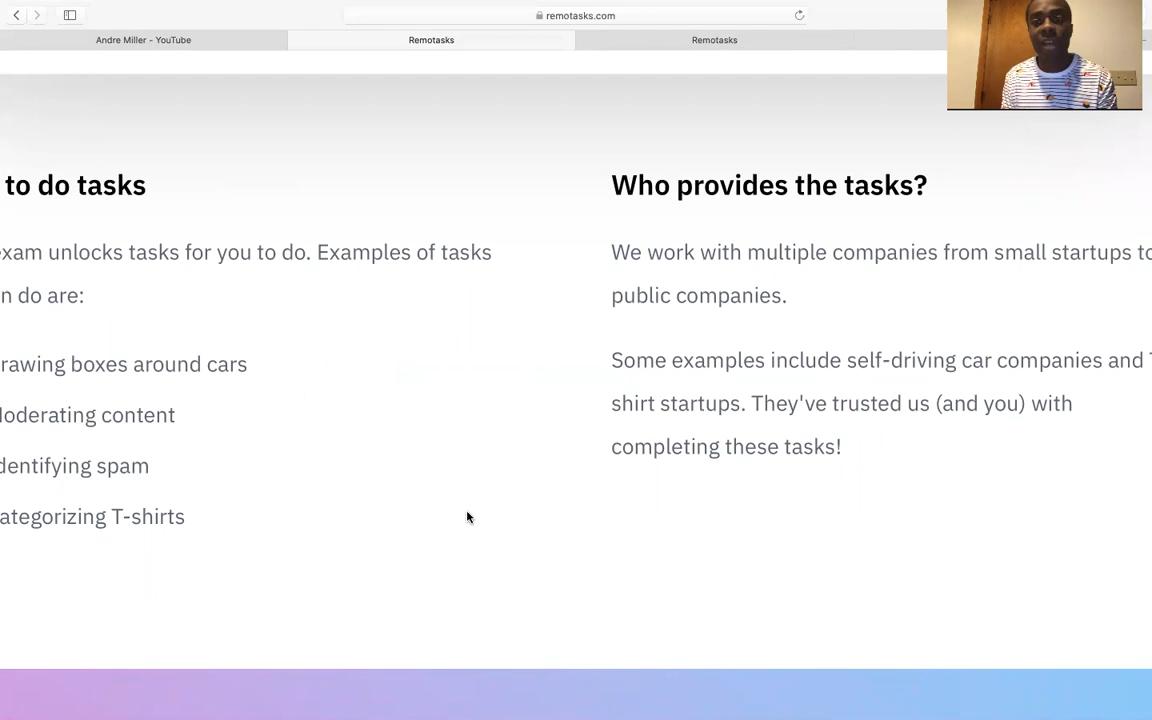 remotasks.com
Andre Miller - YouTube
Remotasks
Remotasks
to do tasks
exam unlocks tasks for you to do. Examples of tasks
n do are:
rawing boxes around cars
Moderating content
dentifying spam
ategorizing T-shirts
Who provides the tasks?
We work with multiple companies from small startups to
public companies.
Some examples include self-driving car companies and T
shirt startups. They've trusted us (and you) with
completing these tasks!